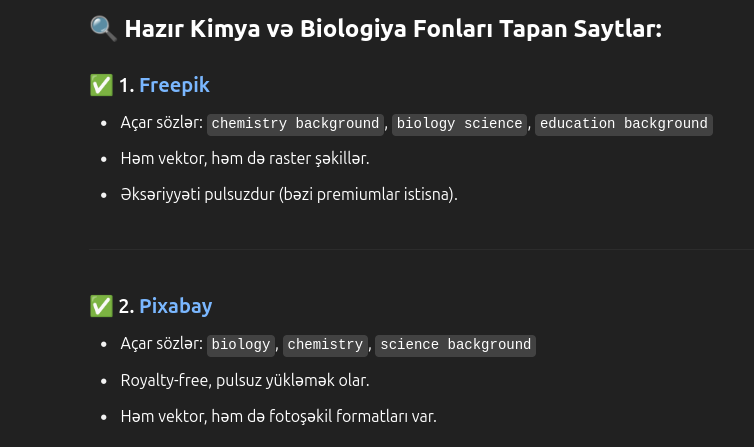 🔍 Hazır Kimya və Biologiya Fonları Tapan Saytlar:
✅ 1. Freepik
• Açar sözlər: chemistry background, biology science, education background
• Həm vektor, həm də raster şəkillər.
• Əksəriyyəti pulsuzdur (bəzi premiumlar istisna).
✅ 2. Pixabay
• Açar sözlər: biology, chemistry, science background
• Royalty-free, pulsuz yükləmək olar.
• Həm vektor, həm də fotoşəkil formatları var.